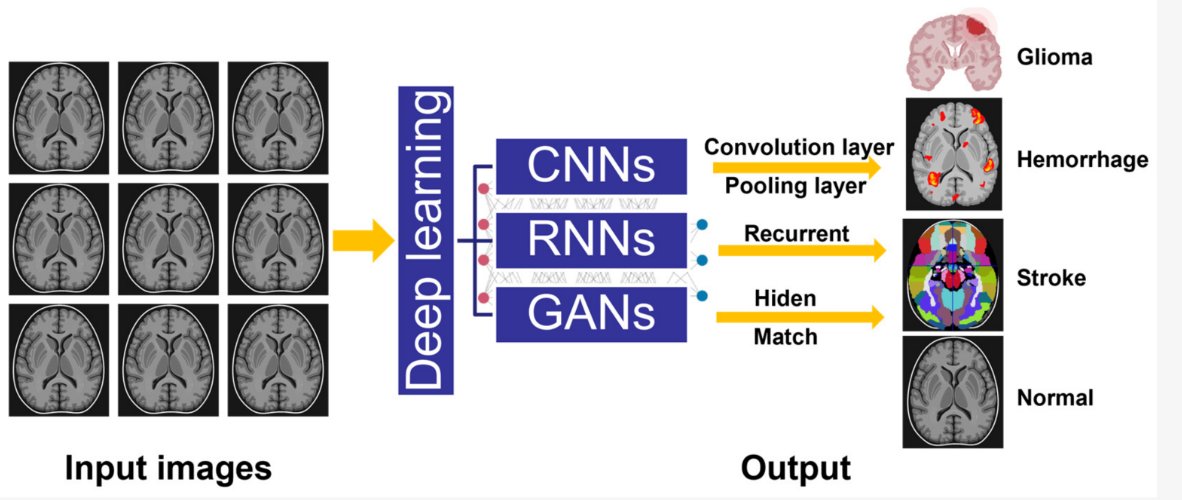 Deep learning
CNNs
RNNs
GANs
Convolution layer
Pooling layer
Recurrent
Hiden
Match
Glioma
Hemorrhage
Stroke
Normal
Input images
Output